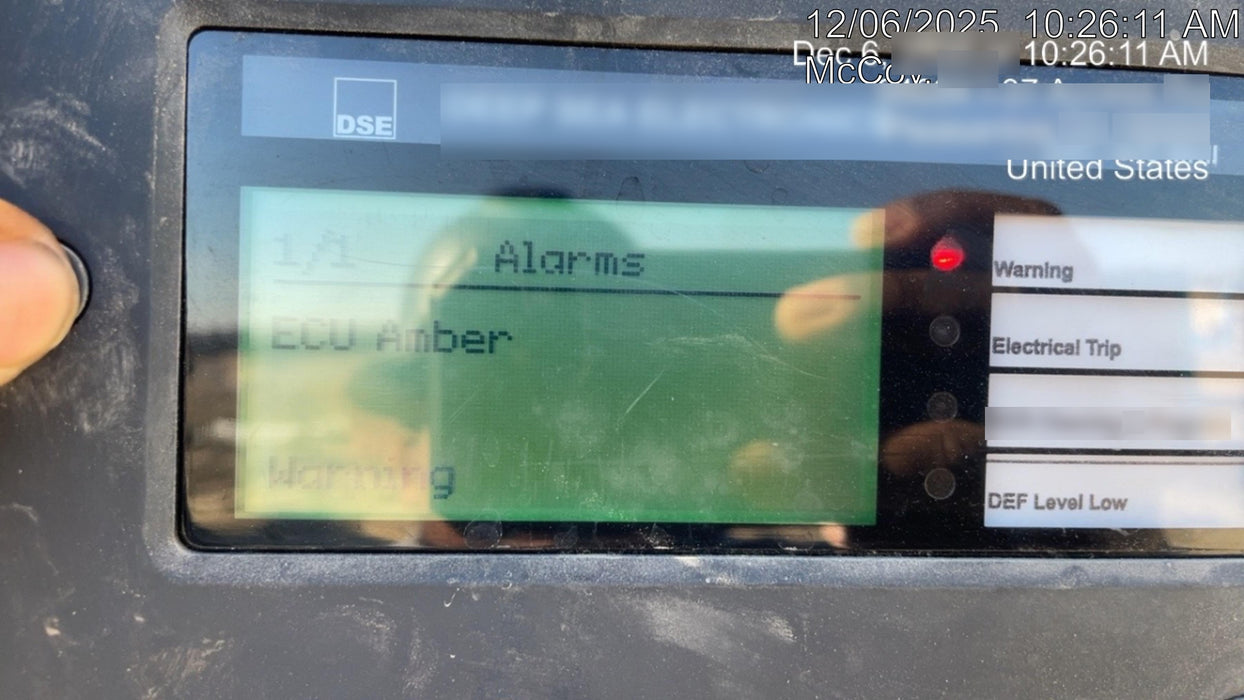 12/06/2025 10:26:11 AM
Dec 6, 10:26:11 AM
United States
DSE
1/1 Alarms
ECU Amber
Warning
Warning
Electrical Trip
DEF Level Low